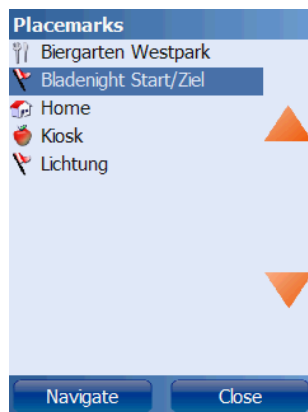 Placemarks
Biergarten Westpark
Bladenight Start/Ziel
Home
Kiosk
Lichtung
Navigate
Close